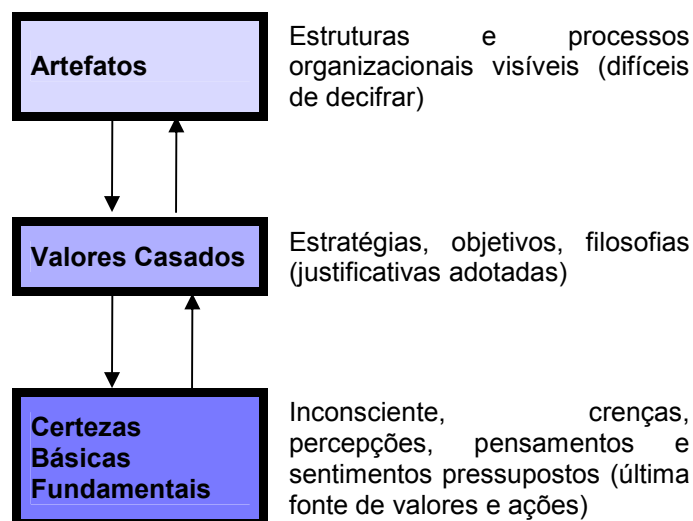 Artefatos
Estruturas e processos
organizacionais visíveis (difíceis
de decifrar)
Valores Casados
Estratégias, objetivos, filosofias
(justificativas adotadas)
Certezas
Básicas
Fundamentais
Inconsciente, crenças,
percepções, pensamentos e
sentimentos pressupostos (última
fonte de valores e ações)